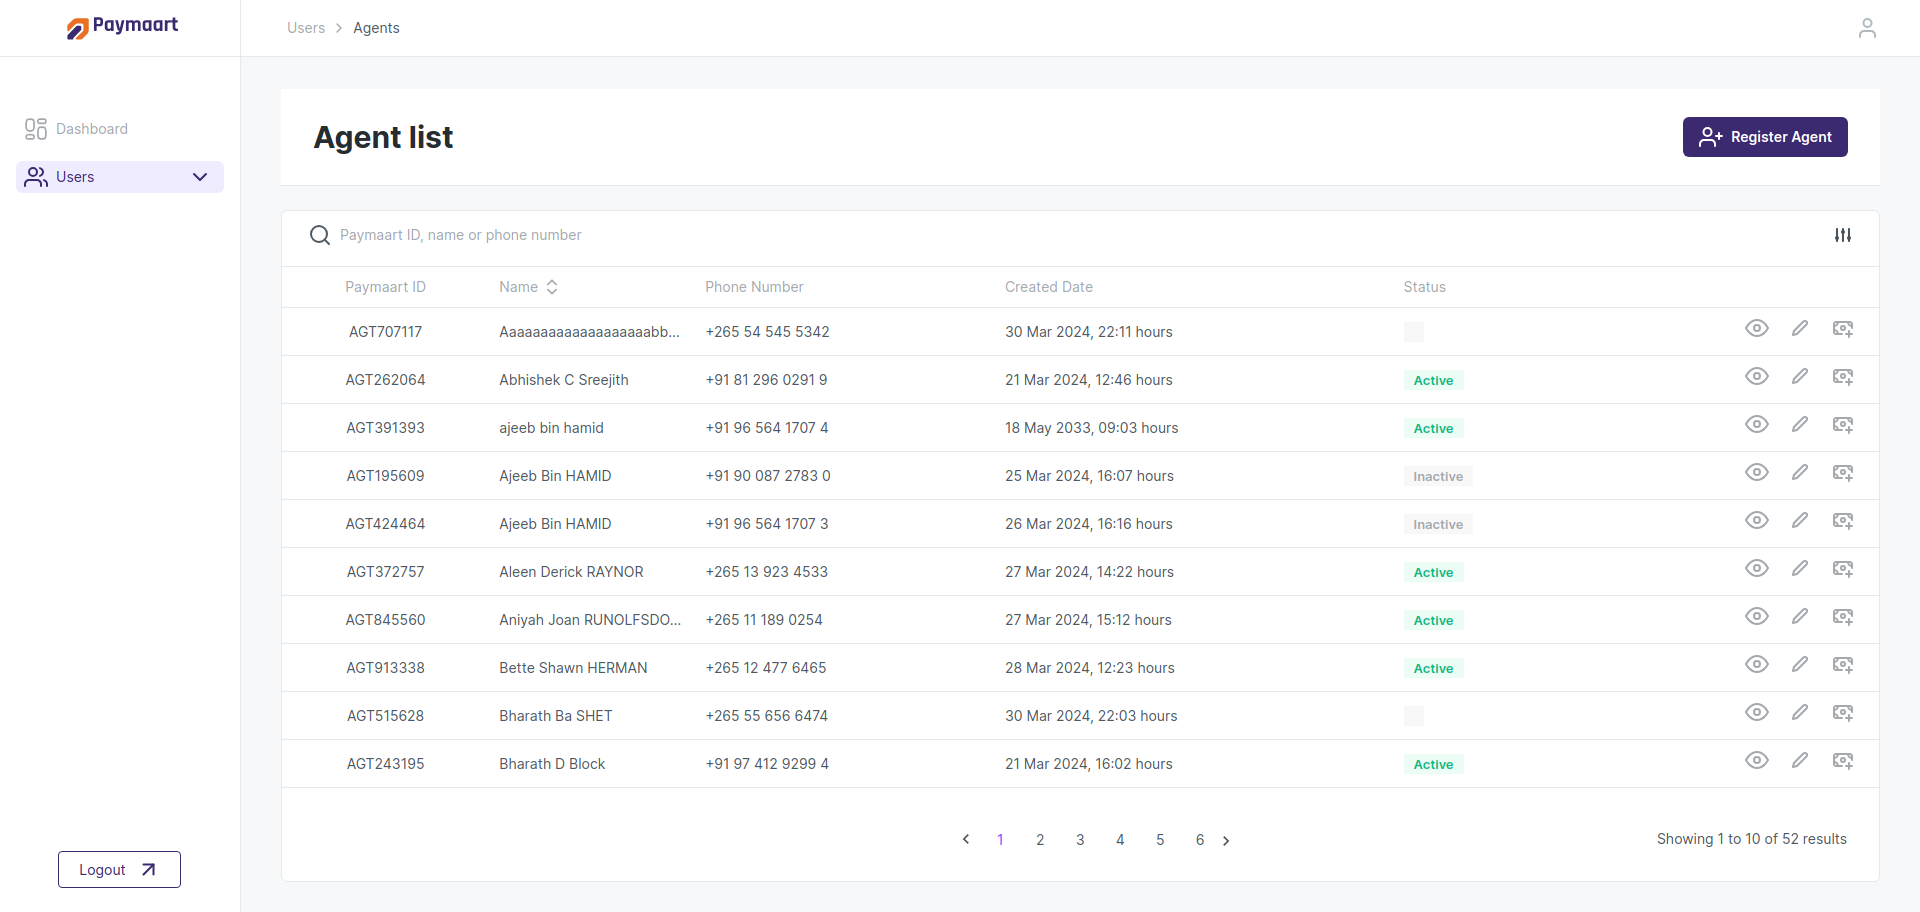 Paymaart
Users > Agents
Dashboard
Users
Agent list
Register Agent
Paymaart ID, name or phone number
Paymaart ID Name Phone Number Created Date Status
AGT707117 Aaaaaaaaaaaaaaaaaaabb... +265 54 545 5342 30 Mar 2024, 22:11 hours
AGT262064 Abhishek C Sreejith +91 81 296 0291 9 21 Mar 2024, 12:46 hours Active
AGT391393 ajeeb bin hamid +91 96 564 1707 4 18 May 2033, 09:03 hours Active
AGT195609 Ajeeb Bin HAMID +91 90 087 2783 0 25 Mar 2024, 16:07 hours Inactive
AGT424464 Ajeeb Bin HAMID +91 96 564 1707 3 26 Mar 2024, 16:16 hours Inactive
AGT372757 Aleen Derick RAYNOR +265 13 923 4533 27 Mar 2024, 14:22 hours Active
AGT845560 Aniyah Joan RUNOLFSDO... +265 11 189 0254 27 Mar 2024, 15:12 hours Active
AGT913338 Bette Shawn HERMAN +265 12 477 6465 28 Mar 2024, 12:23 hours Active
AGT515628 Bharath Ba SHET +265 55 656 6474 30 Mar 2024, 22:03 hours
AGT243195 Bharath D Block +91 97 412 9299 4 21 Mar 2024, 16:02 hours Active
1 2 3 4 5 6
Showing 1 to 10 of 52 results
Logout